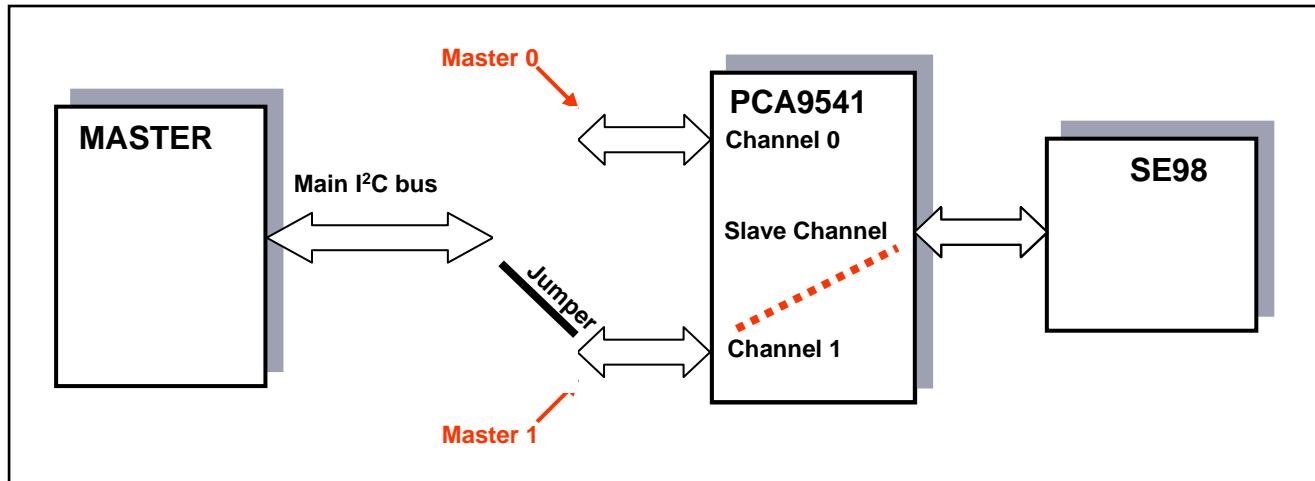 Master 0
MASTER
PCA9541
Channel 0
SE98
Main I²C bus
Slave Channel
Jumper
Channel 1
Master 1